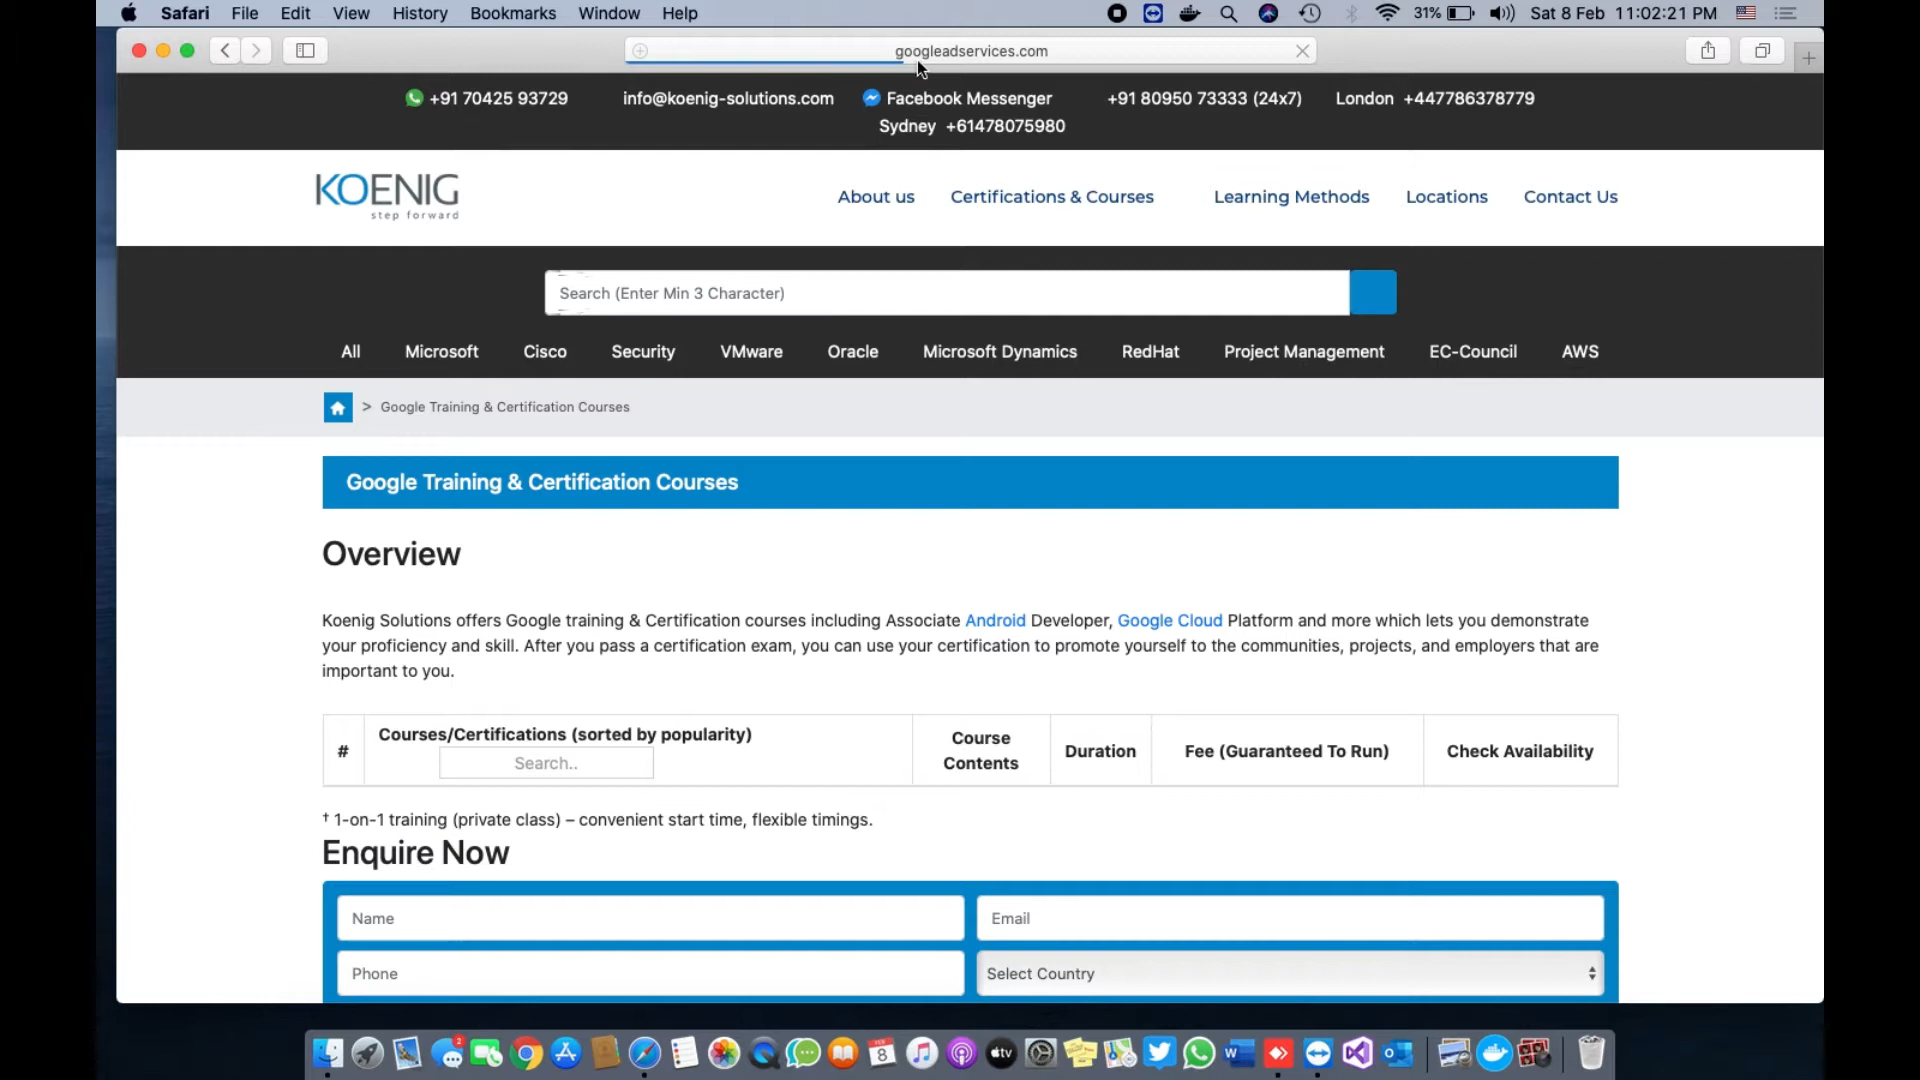 Safari File Edit View History Bookmarks Window Help 31% Sat 8 Feb 11:02:21 PM
googleadservices.com
+91 70425 93729 info@koenig-solutions.com Facebook Messenger +91 80950 73333 (24x7) London +447786378779
Sydney +61478075980
KOENIG
step forward
About us Certifications & Courses Learning Methods Locations Contact Us
Search (Enter Min 3 Character)
All Microsoft Cisco Security VMware Oracle Microsoft Dynamics RedHat Project Management EC-Council AWS
> Google Training & Certification Courses
Google Training & Certification Courses
Overview
Koenig Solutions offers Google training & Certification courses including Associate Android Developer, Google Cloud Platform and more which lets you demonstrate
your proficiency and skill. After you pass a certification exam, you can use your certification to promote yourself to the communities, projects, and employers that are
important to you.
# Courses/Certifications (sorted by popularity) Search.. Course Contents Duration Fee (Guaranteed To Run) Check Availability
† 1-on-1 training (private class) – convenient start time, flexible timings.
Enquire Now
Name Email
Phone Select Country
2 8 tv W